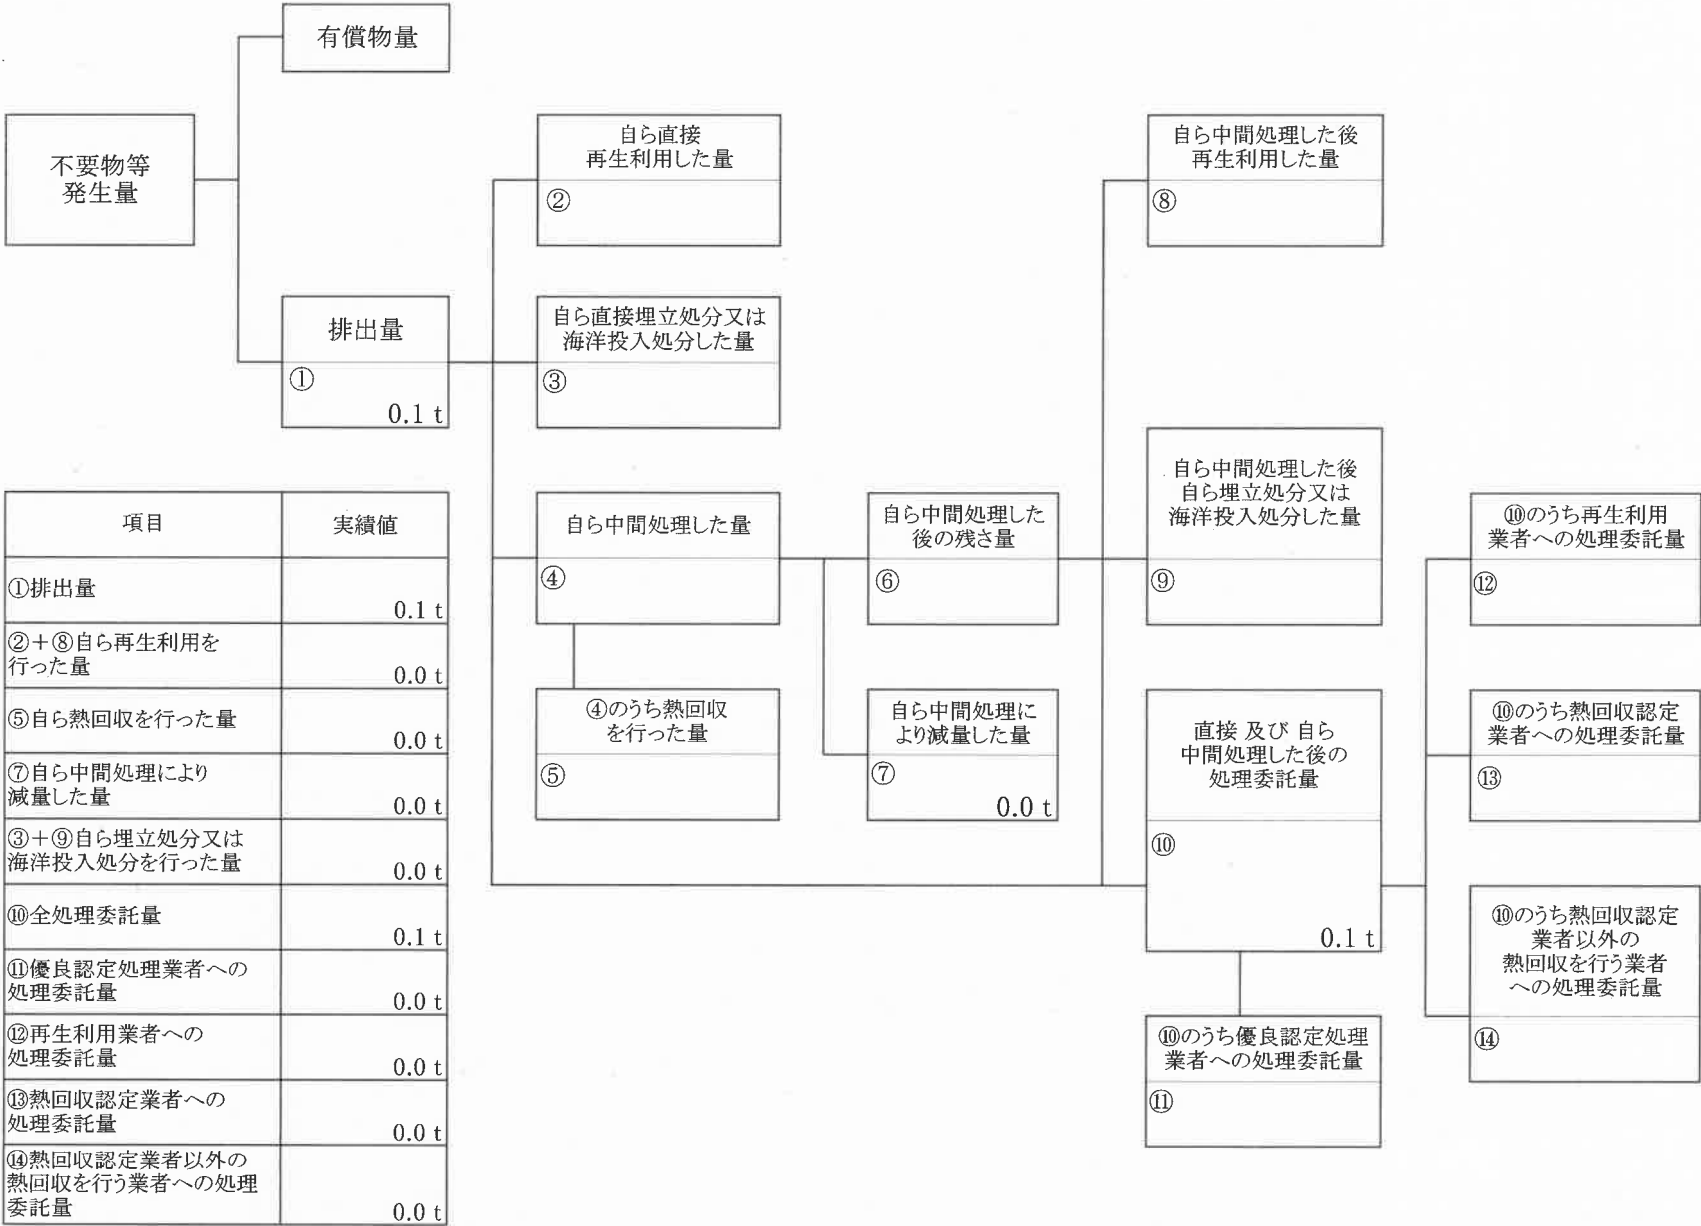 有償物量
不要物等
発生量
自ら直接
再生利用した量
②
自ら中間処理した後
再生利用した量
⑧
排出量
①
0.1 t
自ら直接埋立処分又は
海洋投入処分した量
③
自ら中間処理した量
④
自ら中間処理した
後の残さ量
⑥
自ら中間処理した後
自ら埋立処分又は
海洋投入処分した量
⑨
⑩のうち再生利用
業者への処理委託量
⑫
④のうち熱回収
を行った量
⑤
自ら中間処理に
より減量した量
⑦
0.0 t
直接 及び 自ら
中間処理した後の
処理委託量
⑩
0.1 t
⑩のうち熱回収認定
業者への処理委託量
⑬
⑩のうち熱回収認定
業者以外の
熱回収を行う業者
への処理委託量
⑭
⑩のうち優良認定処理
業者への処理委託量
⑪
項目 実績値
①排出量
0.1 t
②+⑧自ら再生利用を
行った量
0.0 t
⑤自ら熱回収を行った量
0.0 t
⑦自ら中間処理により
減量した量
0.0 t
③+⑨自ら埋立処分又は
海洋投入処分を行った量
0.0 t
⑩全処理委託量
0.1 t
⑪優良認定処理業者への
処理委託量
0.0 t
⑫再生利用業者への
処理委託量
0.0 t
⑬熱回収認定業者への
処理委託量
0.0 t
⑭熱回収認定業者以外の
熱回収を行う業者への処理
委託量
0.0 t